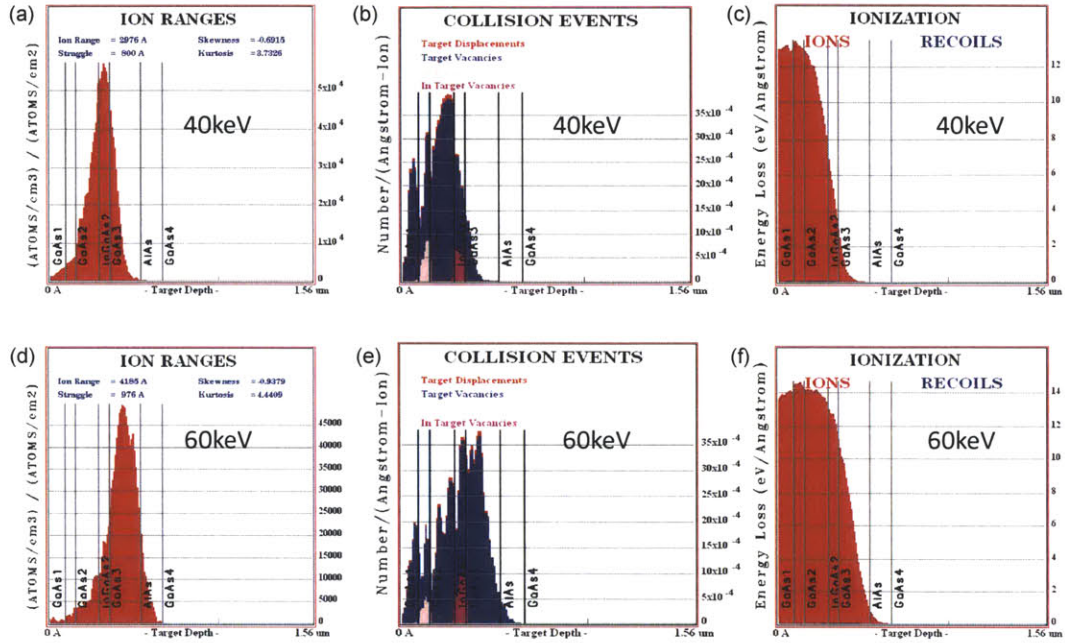 (a)
ION RANGES
Ion Range = 2976 A Skewness = -0.6915
Straggle = 800 A Kurtosis = 3.7326
40keV
(ATOMS/cm3) / (ATOMS/cm2)
5x10^4
4x10^4
3x10^4
2x10^4
1x10^4
0
GaAs1
GaAs2
InGaAs2
GaAs3
AlAs
GaAs4
0 A - Target Depth - 1.56 um
(b)
COLLISION EVENTS
Target Displacements
Target Vacancies
In Target Vacancies
40keV
Number/(Angstrom-Ion)
35x10^-4
30x10^-4
25x10^-4
20x10^-4
15x10^-4
10x10^-4
5x10^-4
0
AlAs
GaAs4
0 A - Target Depth - 1.56 um
(c)
IONIZATION
IONS RECOILS
40keV
Energy Loss (eV/Angstrom)
12
10
8
6
4
2
0
GaAs1
GaAs2
InGaAs2
GaAs3
AlAs
GaAs4
0 A - Target Depth - 1.56 um
(d)
ION RANGES
Ion Range = 4185 A Skewness = -0.9379
Straggle = 976 A Kurtosis = 4.4409
60keV
(ATOMS/cm3) / (ATOMS/cm2)
45000
40000
35000
30000
25000
20000
15000
10000
5000
0
GaAs1
GaAs2
InGaAs2
GaAs3
AlAs
GaAs4
0 A - Target Depth - 1.56 um
(e)
COLLISION EVENTS
Target Displacements
Target Vacancies
In Target Vacancies
60keV
Number/(Angstrom-Ion)
35x10^-4
30x10^-4
25x10^-4
20x10^-4
15x10^-4
10x10^-4
5x10^-4
0
AlAs
GaAs4
0 A - Target Depth - 1.56 um
(f)
IONIZATION
IONS RECOILS
60keV
Energy Loss (eV/Angstrom)
14
12
10
8
6
4
2
0
GaAs1
GaAs2
InGaAs2
GaAs3
AlAs
GaAs4
0 A - Target Depth - 1.56 um